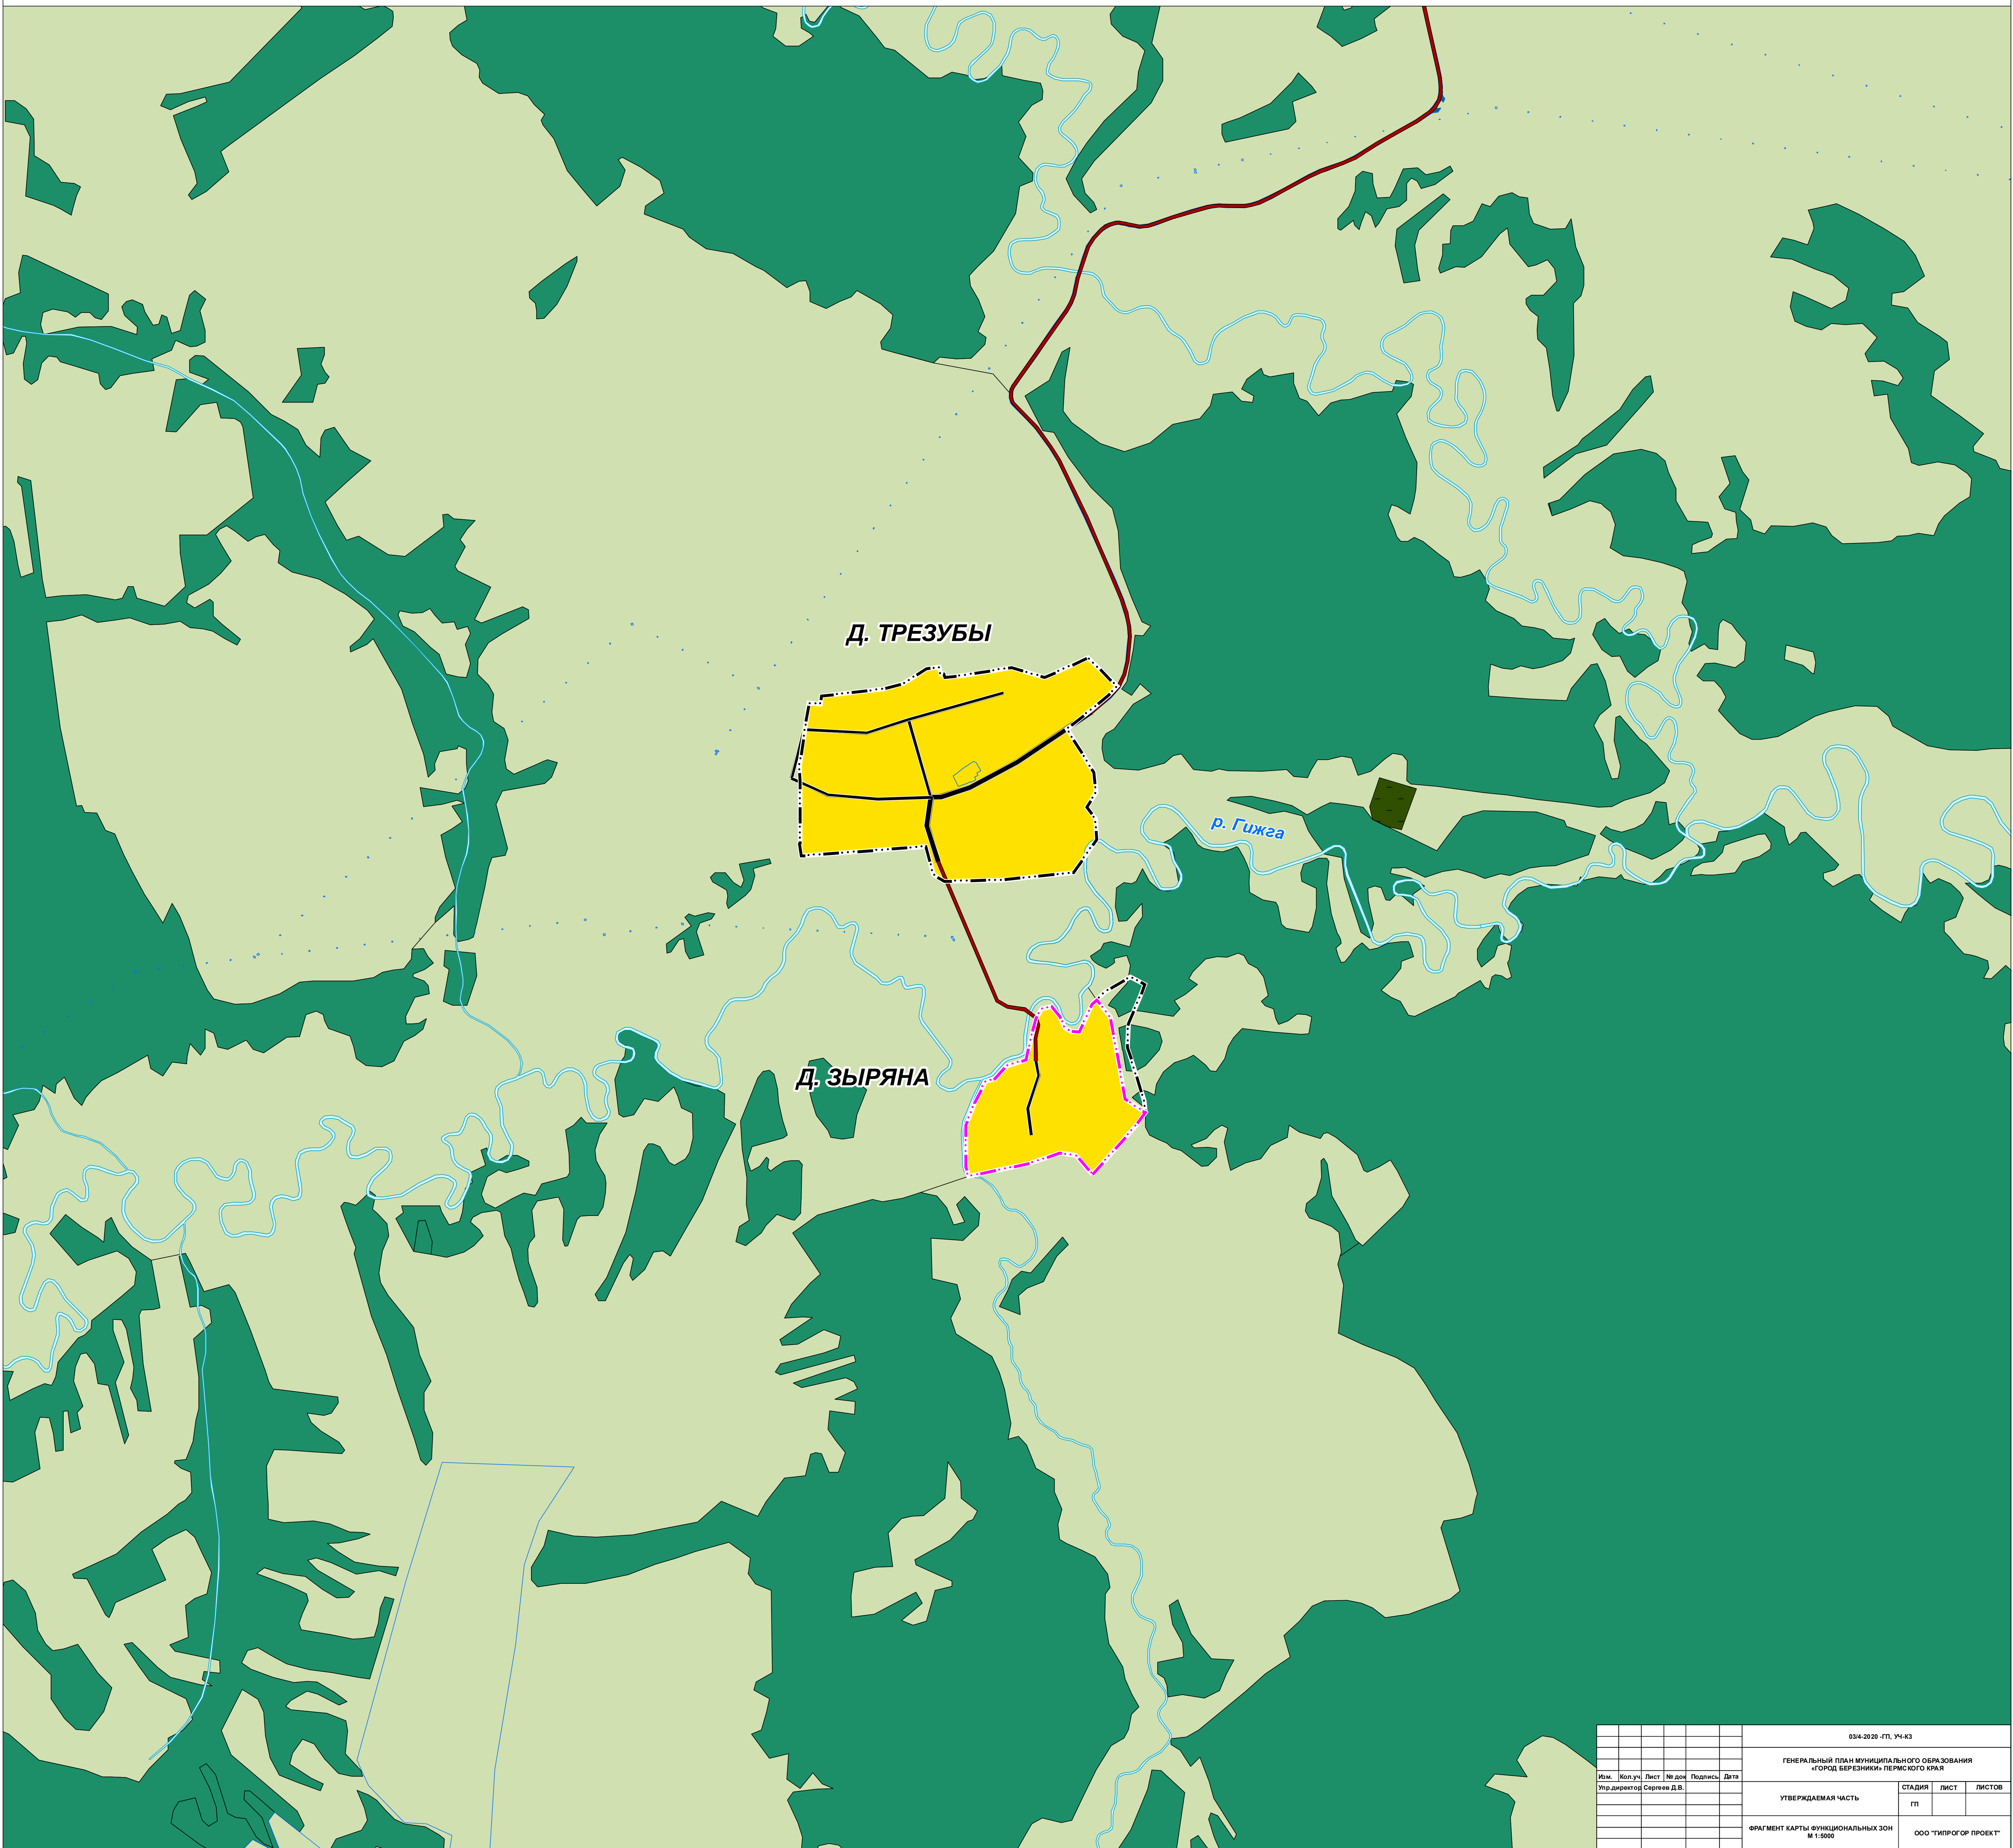 Д. ТРЕЗУБЫ
р. Гижга
Д. ЗЫРЯНА
03/4-2020 -ГП, УЧ-КЗ
ГЕНЕРАЛЬНЫЙ ПЛАН МУНИЦИПАЛЬНОГО ОБРАЗОВАНИЯ
«ГОРОД БЕРЕЗНИКИ» ПЕРМСКОГО КРАЯ
Изм. Кол.уч Лист № док Подпись Дата
Упр.директор Сергеев Д.В.
УТВЕРЖДАЕМАЯ ЧАСТЬ
СТАДИЯ ЛИСТ ЛИСТОВ
ГП
ФРАГМЕНТ КАРТЫ ФУНКЦИОНАЛЬНЫХ ЗОН
М 1:5000
ООО "ГИПРОГОР ПРОЕКТ"